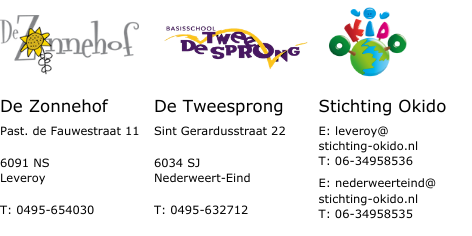 De Zonnehof
BASISSCHOOL
TWEE
DE SPRONG
OKIDO
De Zonnehof
Past. de Fauwestraat 11
6091 NS
Leveroy
T: 0495-654030
De Tweesprong
Sint Gerardusstraat 22
6034 SJ
Nederweert-Eind
T: 0495-632712
Stichting Okido
E: leveroy@
stichting-okido.nl
T: 06-34958536
E: nederweerteind@
stichting-okido.nl
T: 06-34958535